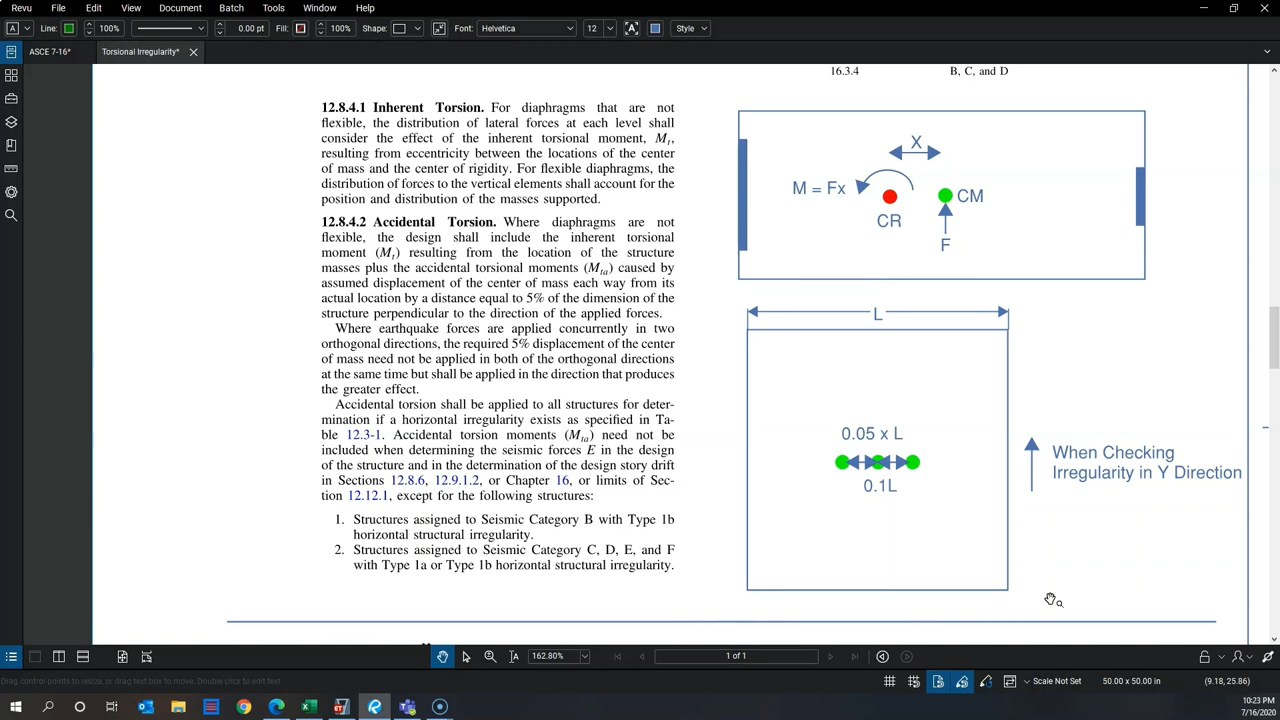 Revu File Edit View Document Batch Tools Window Help
Line: 100% 0.00 pt Fill: 100% Shape: Font: Helvetica 12 Style
ASCE 7-16* Torsional Irregularity*
16.3.4 B, C, and D
12.8.4.1 Inherent Torsion. For diaphragms that are not
flexible, the distribution of lateral forces at each level shall
consider the effect of the inherent torsional moment, Mt,
resulting from eccentricity between the locations of the center
of mass and the center of rigidity. For flexible diaphragms, the
distribution of forces to the vertical elements shall account for the
position and distribution of the masses supported.
12.8.4.2 Accidental Torsion. Where diaphragms are not
flexible, the design shall include the inherent torsional
moment (Mt) resulting from the location of the structure
masses plus the accidental torsional moments (Mta) caused by
assumed displacement of the center of mass each way from its
actual location by a distance equal to 5% of the dimension of the
structure perpendicular to the direction of the applied forces.
Where earthquake forces are applied concurrently in two
orthogonal directions, the required 5% displacement of the center
of mass need not be applied in both of the orthogonal directions
at the same time but shall be applied in the direction that produces
the greater effect.
Accidental torsion shall be applied to all structures for deter-
mination if a horizontal irregularity exists as specified in Ta-
ble 12.3-1. Accidental torsion moments (Mta) need not be
included when determining the seismic forces E in the design
of the structure and in the determination of the design story drift
in Sections 12.8.6, 12.9.1.2, or Chapter 16, or limits of Sec-
tion 12.12.1, except for the following structures:
1. Structures assigned to Seismic Category B with Type 1b
horizontal structural irregularity.
2. Structures assigned to Seismic Category C, D, E, and F
with Type 1a or Type 1b horizontal structural irregularity.
X
M = Fx
CM
CR
F
L
0.05 x L
0.1L
When Checking
Irregularity in Y Direction
162.80% 1 of 1
Drag control points to resize, or drag text box to move. Double click to edit text.
Scale Not Set 50.00 x 50.00 in (9.18, 25.86)
10:23 PM
7/16/2020